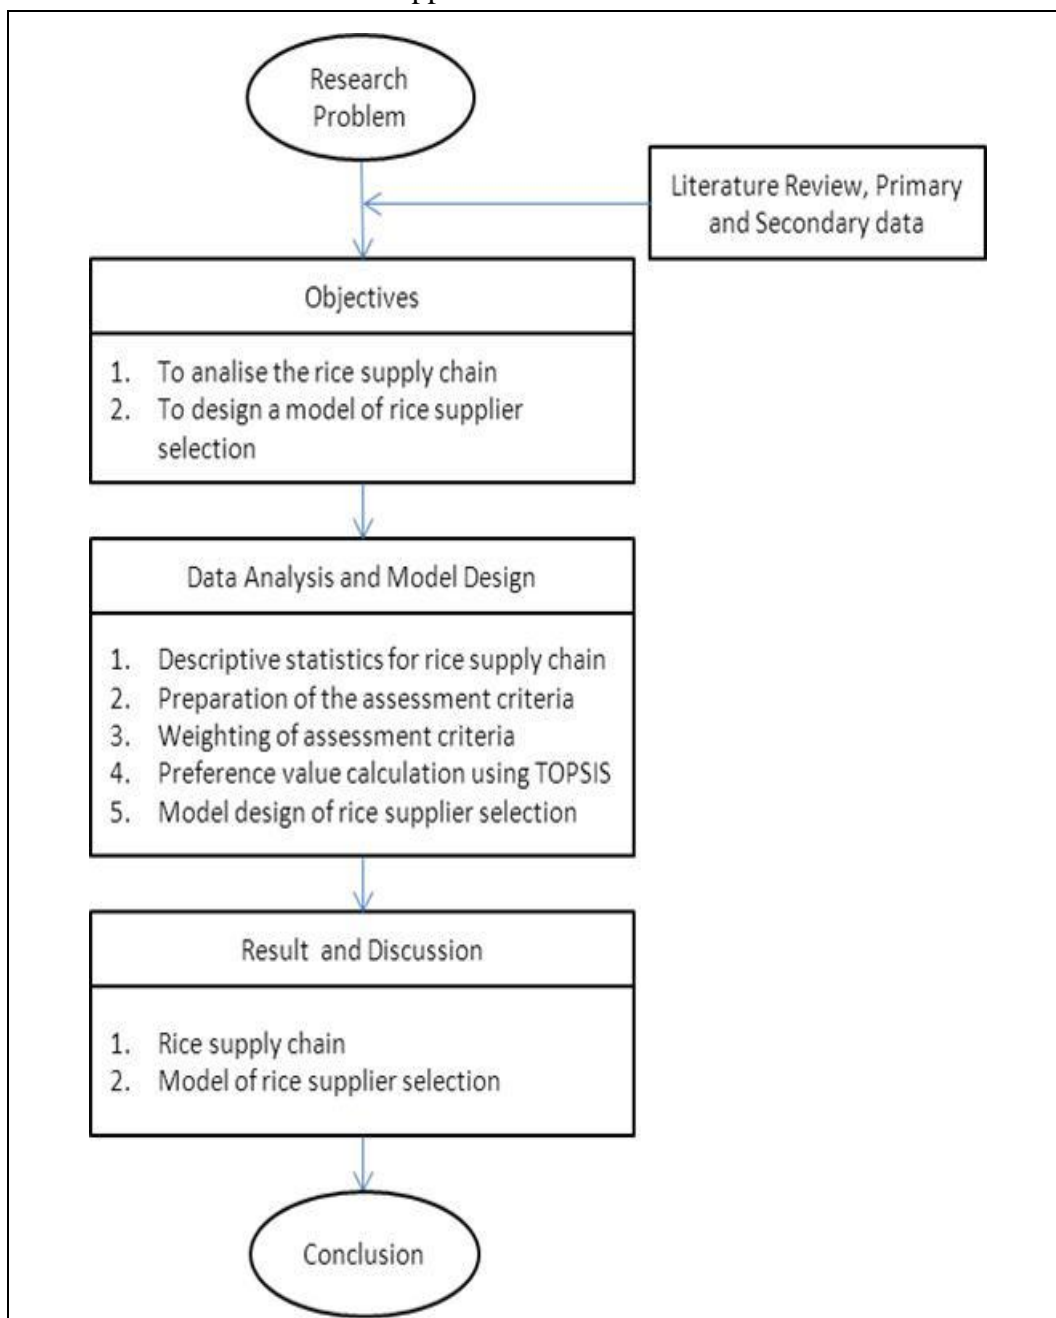 Research
Problem
Literature Review, Primary
and Secondary data
Objectives
1. To analise the rice supply chain
2. To design a model of rice supplier
selection
Data Analysis and Model Design
1. Descriptive statistics for rice supply chain
2. Preparation of the assessment criteria
3. Weighting of assessment criteria
4. Preference value calculation using TOPSIS
5. Model design of rice supplier selection
Result and Discussion
1. Rice supply chain
2. Model of rice supplier selection
Conclusion